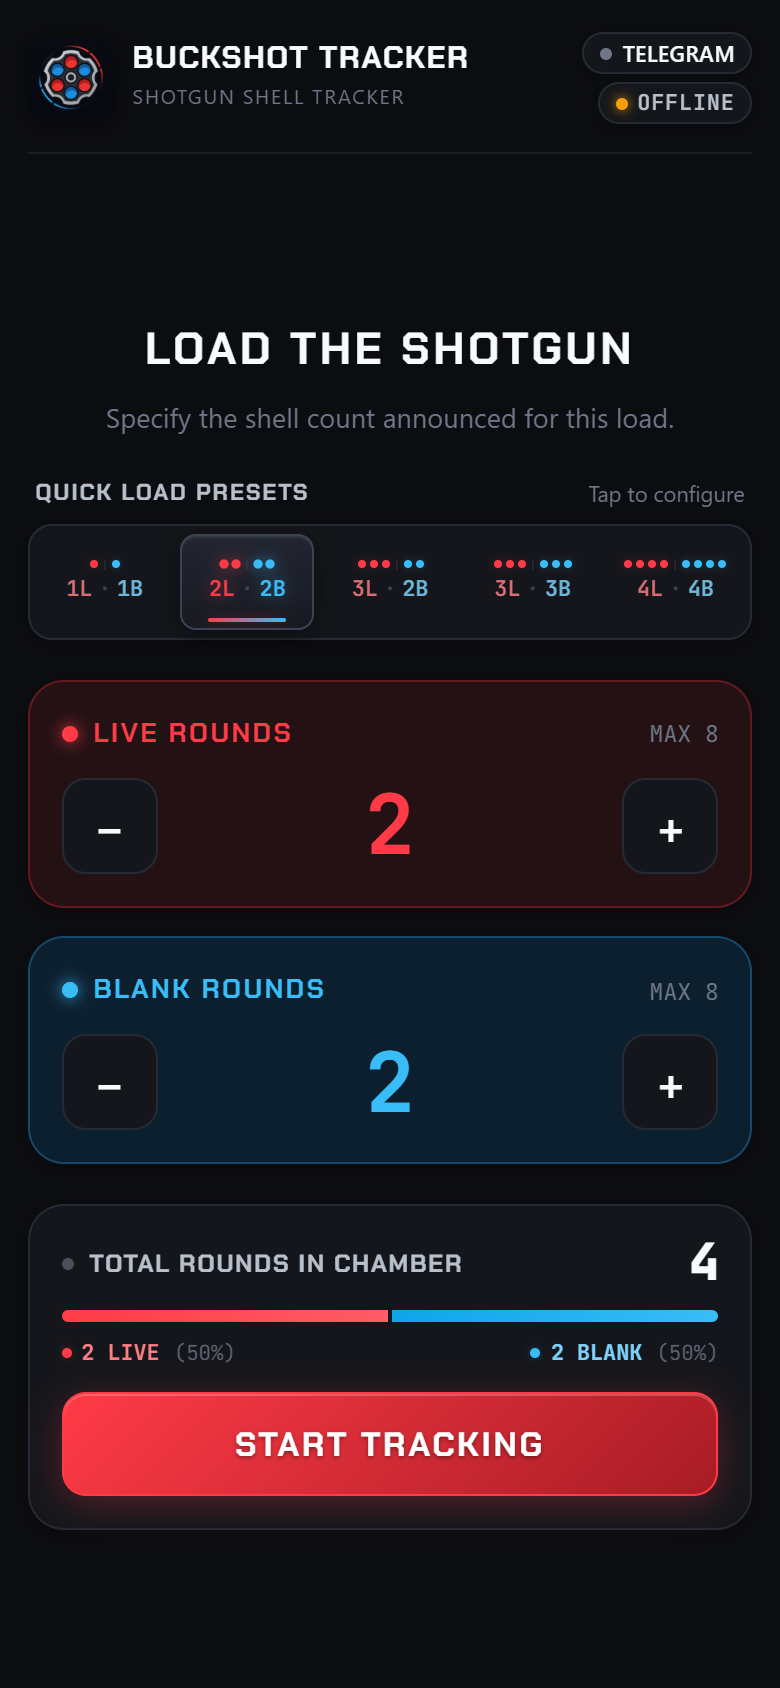 BUCKSHOT TRACKER
SHOTGUN SHELL TRACKER
TELEGRAM
OFFLINE
LOAD THE SHOTGUN
Specify the shell count announced for this load.
QUICK LOAD PRESETS
Tap to configure
1L · 1B
2L · 2B
3L · 2B
3L · 3B
4L · 4B
LIVE ROUNDS
MAX 8
− 2 +
BLANK ROUNDS
MAX 8
− 2 +
TOTAL ROUNDS IN CHAMBER
4
2 LIVE (50%)
2 BLANK (50%)
START TRACKING